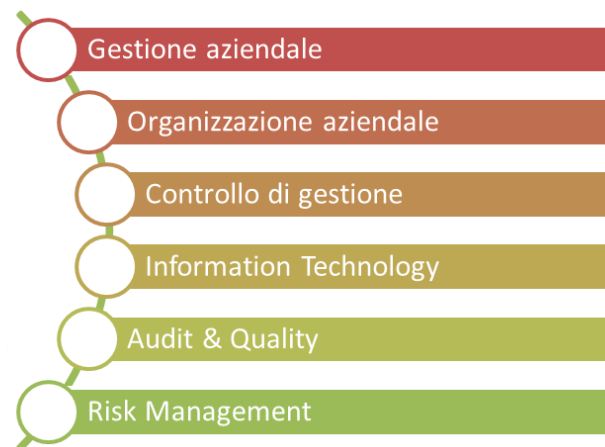 Gestione aziendale
Organizzazione aziendale
Controllo di gestione
Information Technology
Audit & Quality
Risk Management